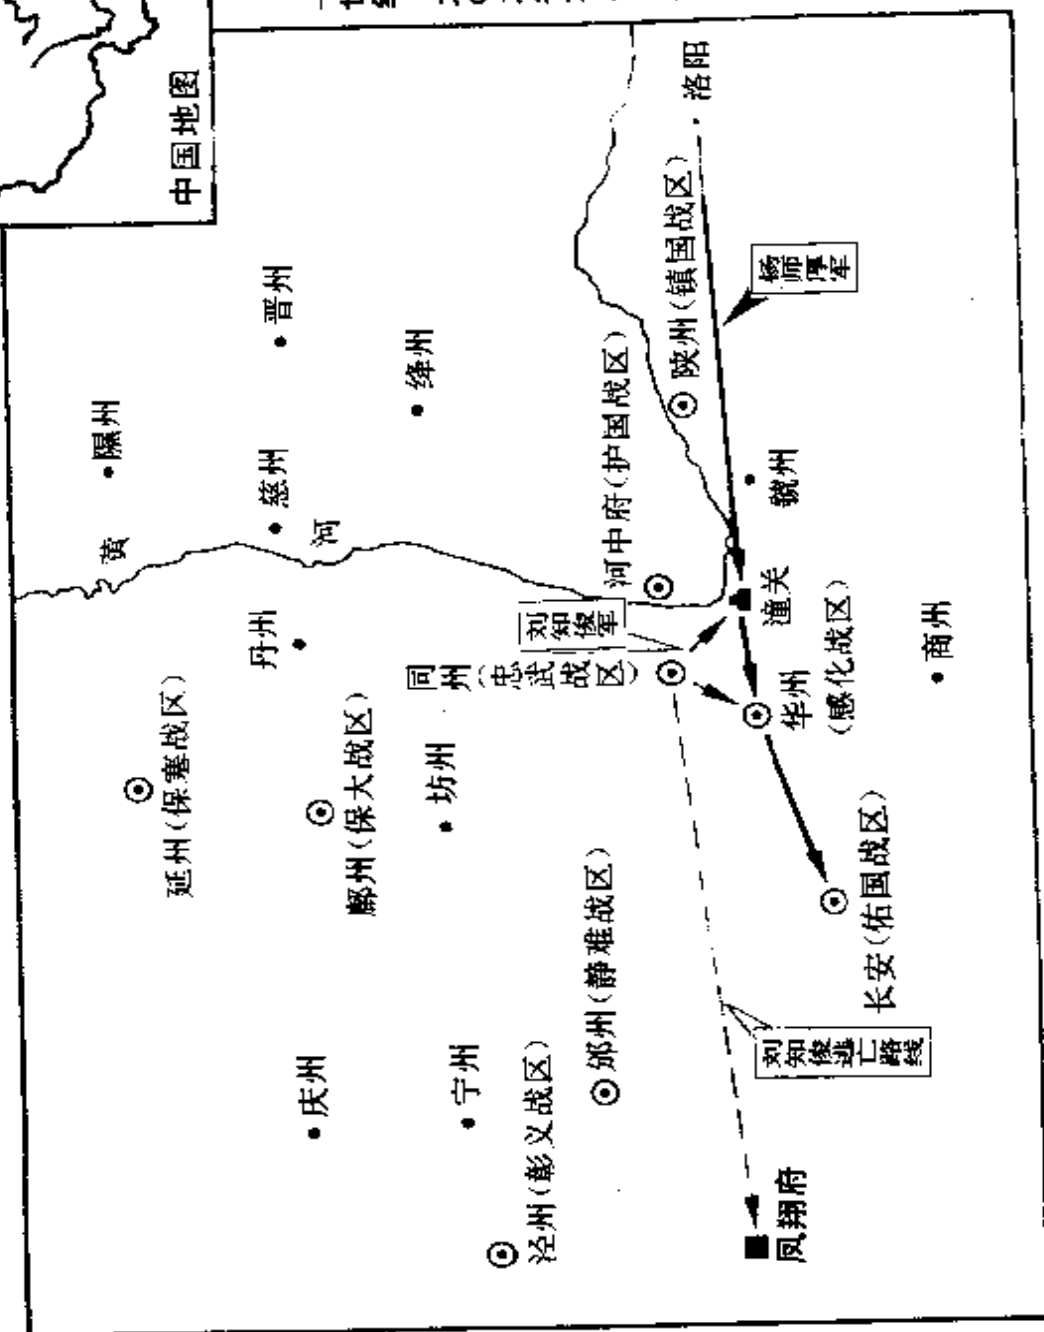 中国地图
隰州
晋州
慈州
绛州
黄
河
丹州
延州(保塞战区)
鄜州(保大战区)
坊州
庆州
宁州
泾州(彰义战区)
邠州(静难战区)
河中府(护国战区)
陕州(镇国战区)
洛阳
杨师厚军
虢州
潼关
刘知俊军
同州(忠武战区)
华州
(感化战区)
商州
长安(佑国战区)
刘知俊逃亡路线
凤翔府